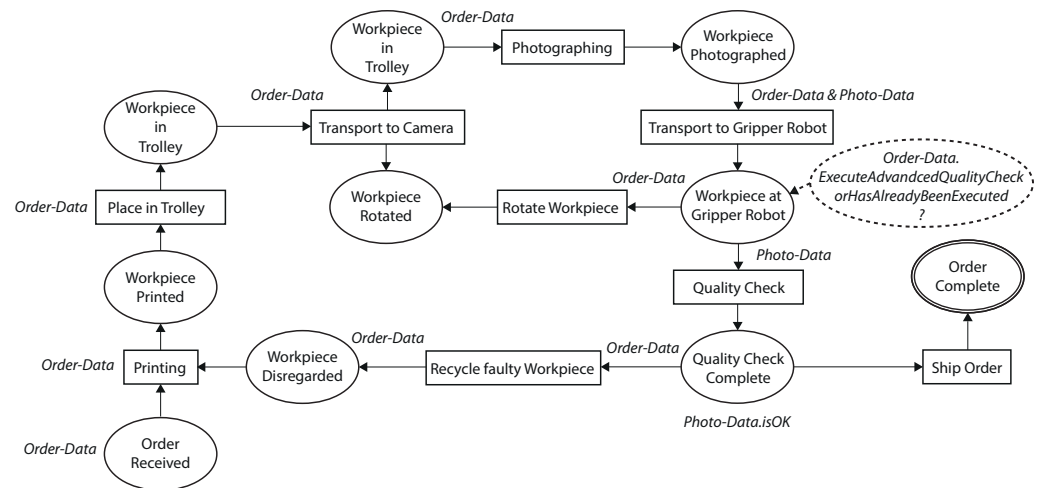 Order-Data
Workpiece
in
Trolley
Photographing
Workpiece
Photographed
Order-Data
Order-Data & Photo-Data
Workpiece
in
Trolley
Transport to Camera
Transport to Gripper Robot
Order-Data.
ExecuteAdvandcedQualityCheck
orHasAlreadyBeenExecuted
?
Order-Data
Order-Data
Place in Trolley
Workpiece
Rotated
Rotate Workpiece
Workpiece at
Gripper Robot
Photo-Data
Workpiece
Printed
Quality Check
Order
Complete
Order-Data
Order-Data
Order-Data
Printing
Workpiece
Disregarded
Recycle faulty Workpiece
Quality Check
Complete
Ship Order
Photo-Data.isOK
Order-Data
Order
Received